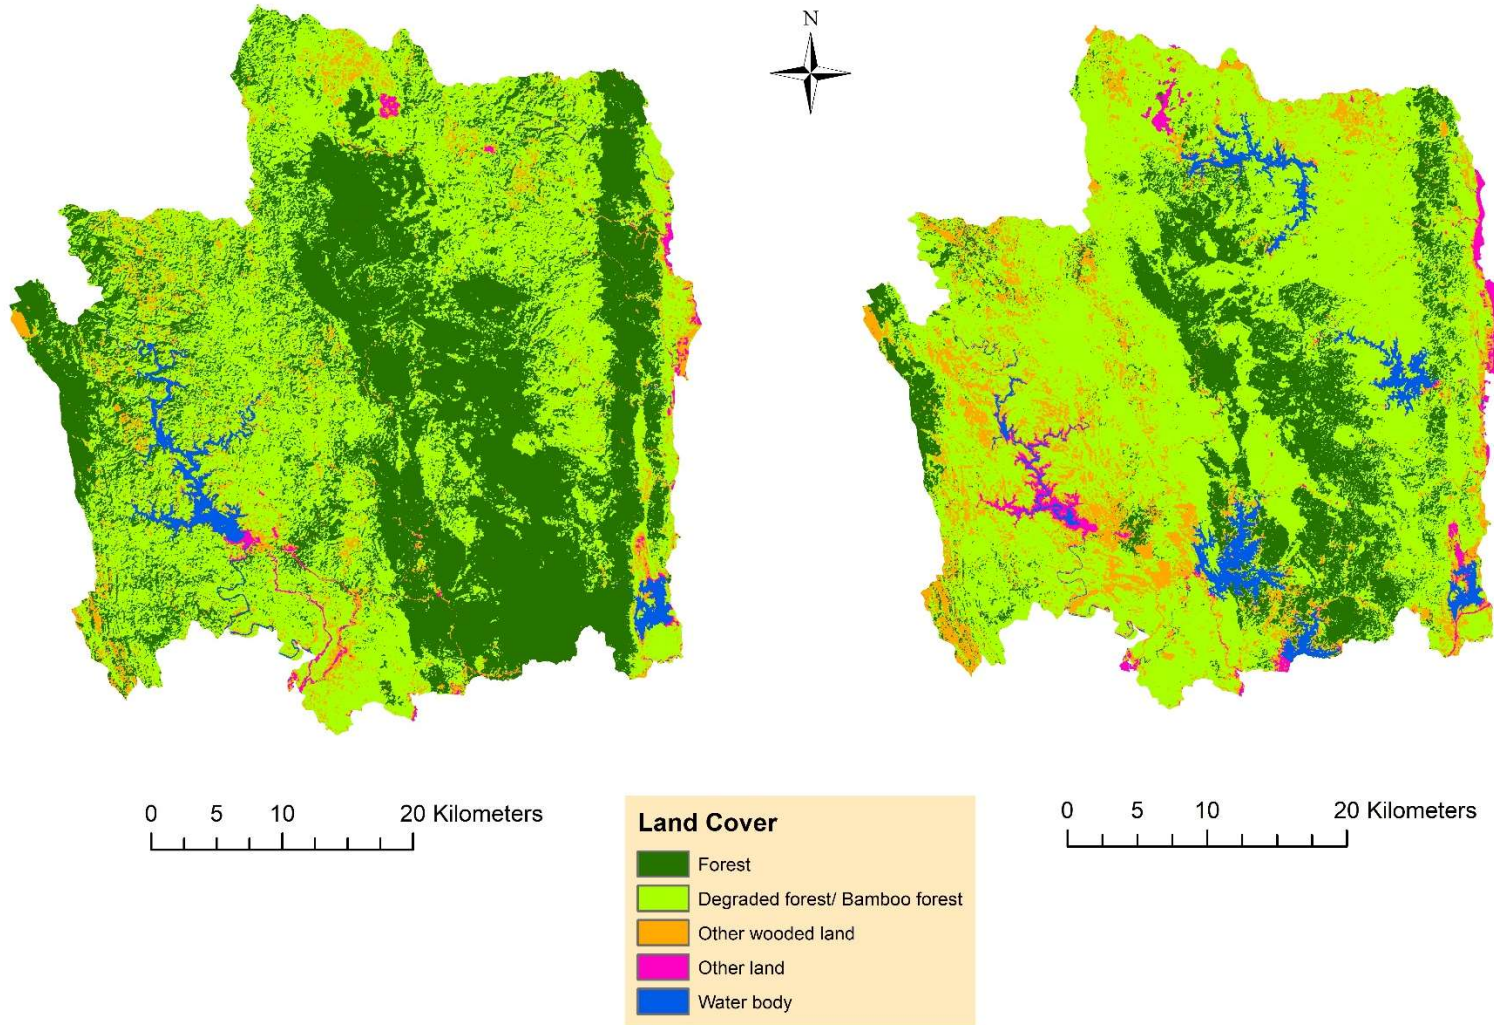 N
0 5 10 20 Kilometers
0 5 10 20 Kilometers
Land Cover
Forest
Degraded forest/ Bamboo forest
Other wooded land
Other land
Water body